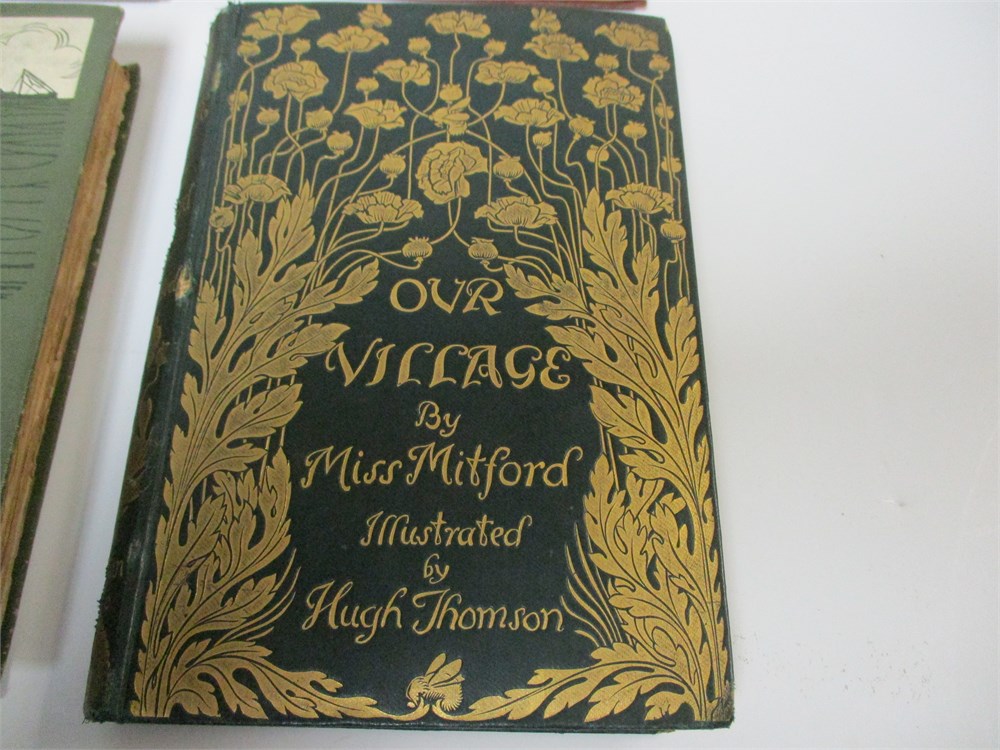 OVR
VILLAGE
By
Miss Mitford
Illustrated
by
Hugh Thomson